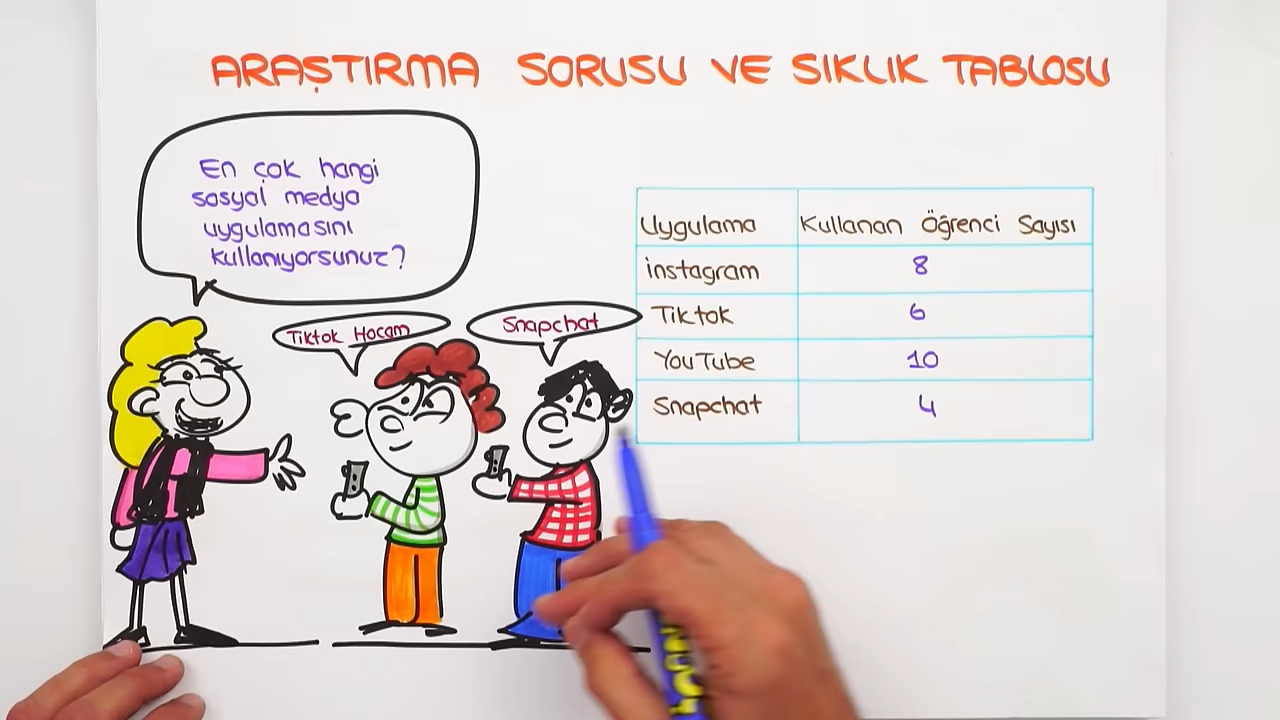 ARAŞTIRMA SORUSU VE SIKLIK TABLOSU
En çok hangi
sosyal medya
uygulamasını
kullanıyorsunuz?
Tiktok Hocam
Snapchat
Uygulama Kullanan Öğrenci Sayısı
instagram 8
Tiktok 6
YouTube 10
Snapchat 4